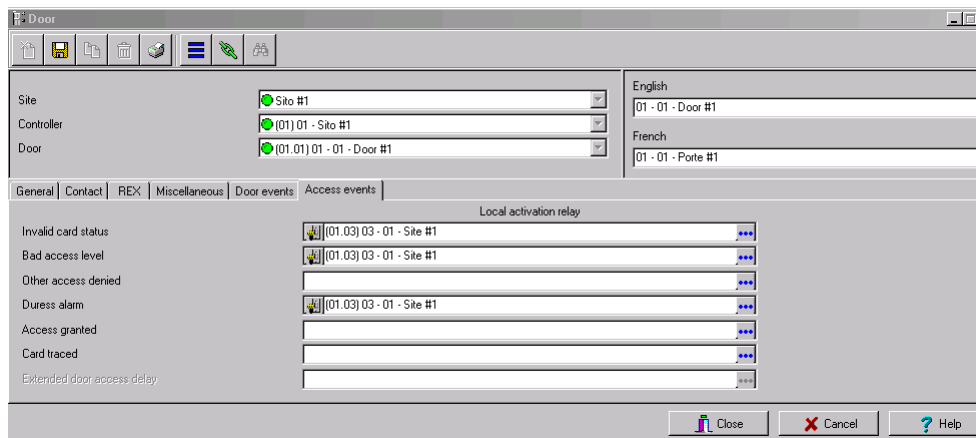 Door
Site
Sito #1
Controller
(01) 01 - Sito #1
Door
(01.01) 01 - 01 - Door #1
English
01 - 01 - Door #1
French
01 - 01 - Porte #1
General Contact REX Miscellaneous Door events Access events
Local activation relay
Invalid card status (01.03) 03 - 01 - Site #1
Bad access level (01.03) 03 - 01 - Site #1
Other access denied
Duress alarm (01.03) 03 - 01 - Site #1
Access granted
Card traced
Extended door access delay
Close Cancel ? Help